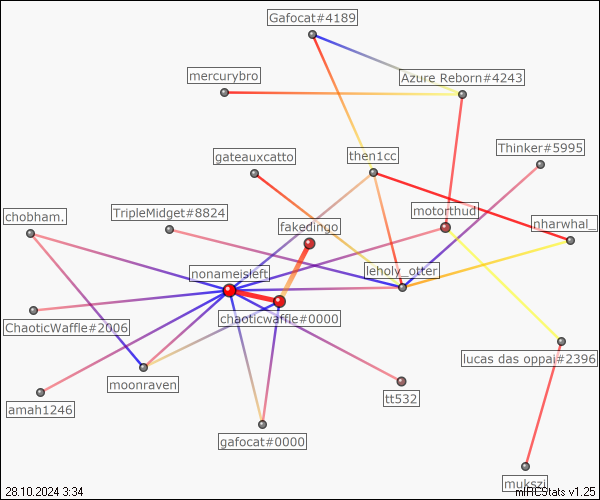 Gafocat#4189
mercurybro
Azure Reborn#4243
gateauxcatto
then1cc
Thinker#5995
chobham.
TripleMidget#8824
fakedingo
motorthud
nharwhal_
nonameisleft
leholy_otter
ChaoticWaffle#2006
chaoticwaffle#0000
lucas das oppai#2396
moonraven
amah1246
tt532
gafocat#0000
mukszi
28.10.2024 3:34
mIRCStats v1.25